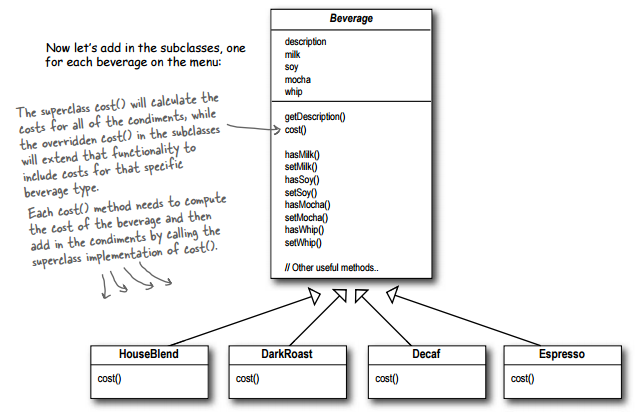 Beverage
description
milk
soy
mocha
whip
getDescription()
cost()
hasMilk()
setMilk()
hasSoy()
setSoy()
hasMocha()
setMocha()
hasWhip()
setWhip()
// Other useful methods..
Now let's add in the subclasses, one
for each beverage on the menu:
The superclass cost() will calculate the
costs for all of the condiments, while
the overridden cost() in the subclasses
will extend that functionality to
include costs for that specific
beverage type.
Each cost() method needs to compute
the cost of the beverage and then
add in the condiments by calling the
superclass implementation of cost().
HouseBlend
cost()
DarkRoast
cost()
Decaf
cost()
Espresso
cost()